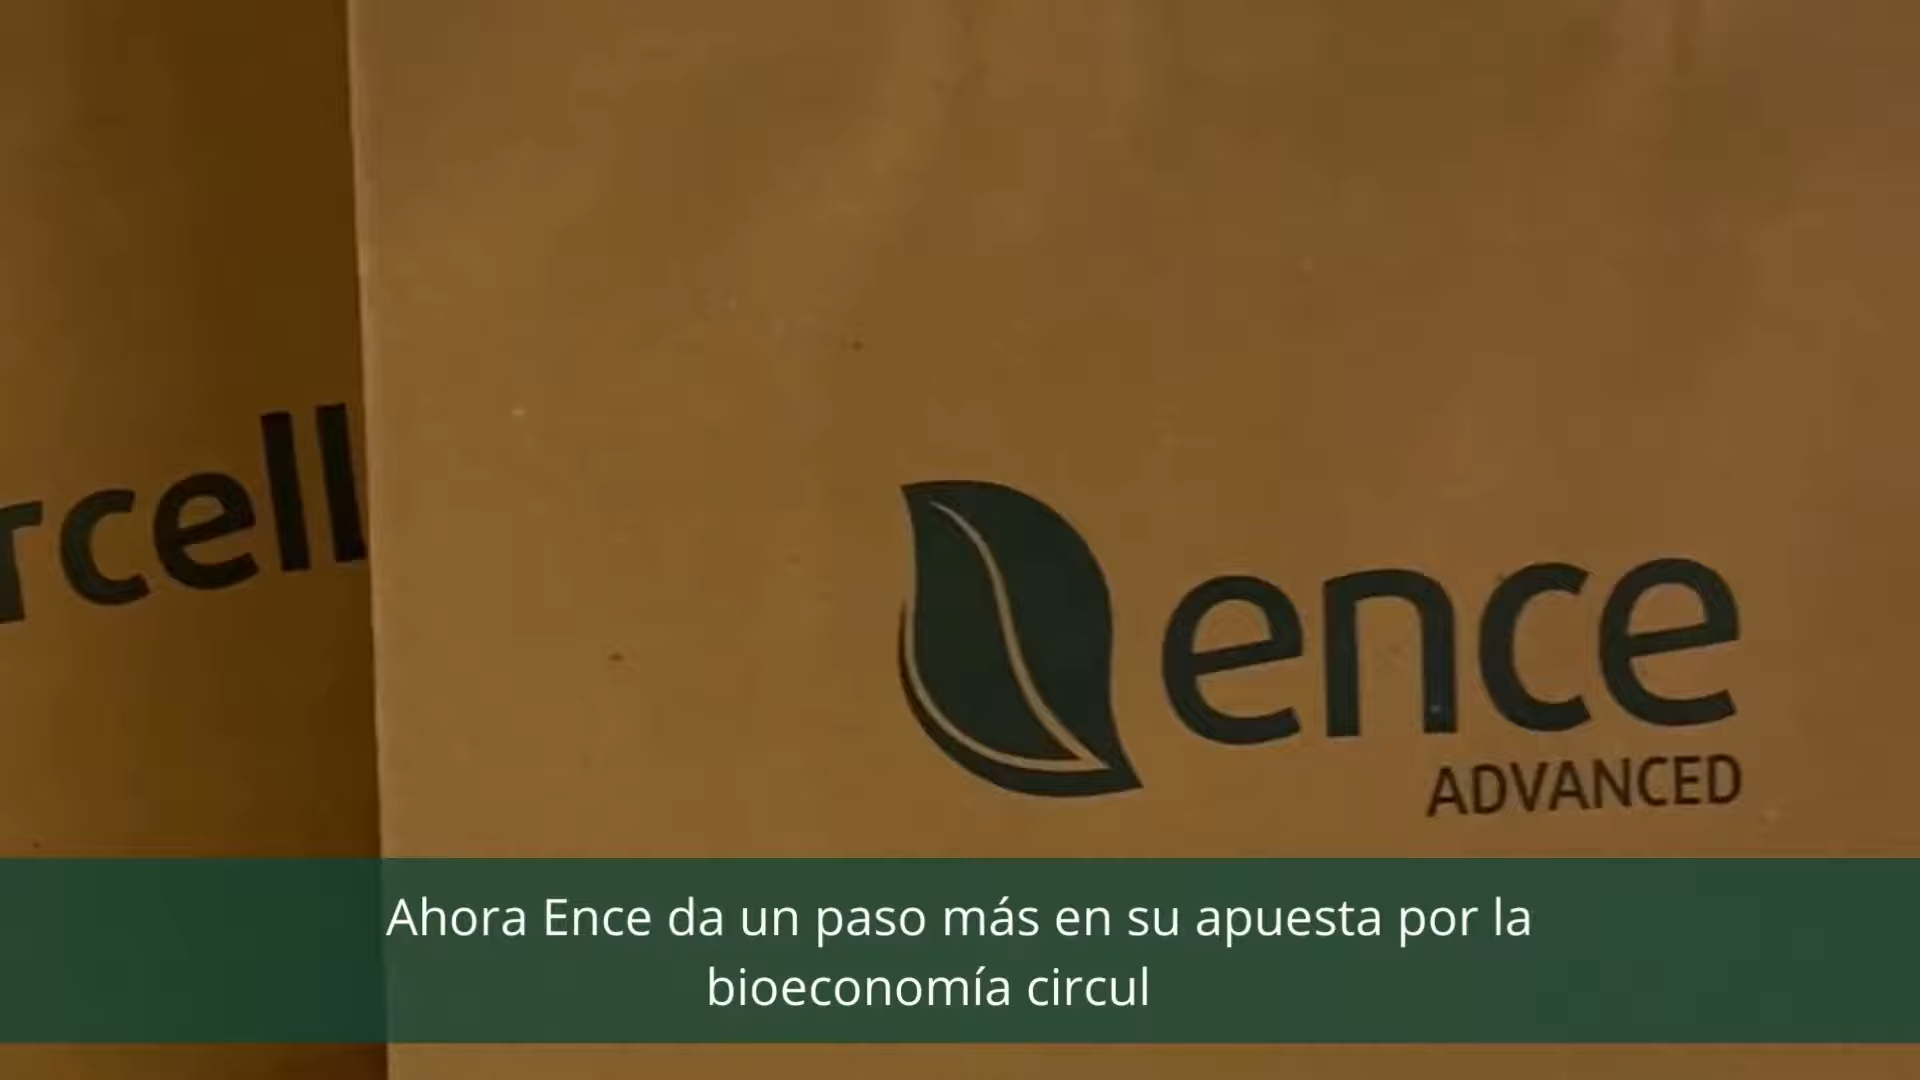 rcell
ence
ADVANCED
Ahora Ence da un paso más en su apuesta por la
bioeconomía circul